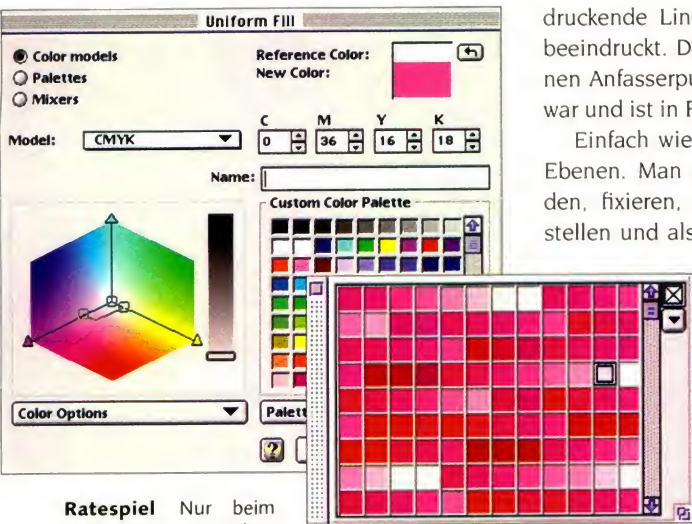 Uniform Fill
Color models
Palettes
Mixers
Reference Color:
New Color:
Model: CMYK
C M Y K
0 36 16 18
Name:
Custom Color Palette
Color Options
Palett
?
druckende Lin
beeindruckt. D
nen Anfasserpu
war und ist in F
Einfach wie
Ebenen. Man
den, fixieren,
stellen und als
Ratespiel Nur beim